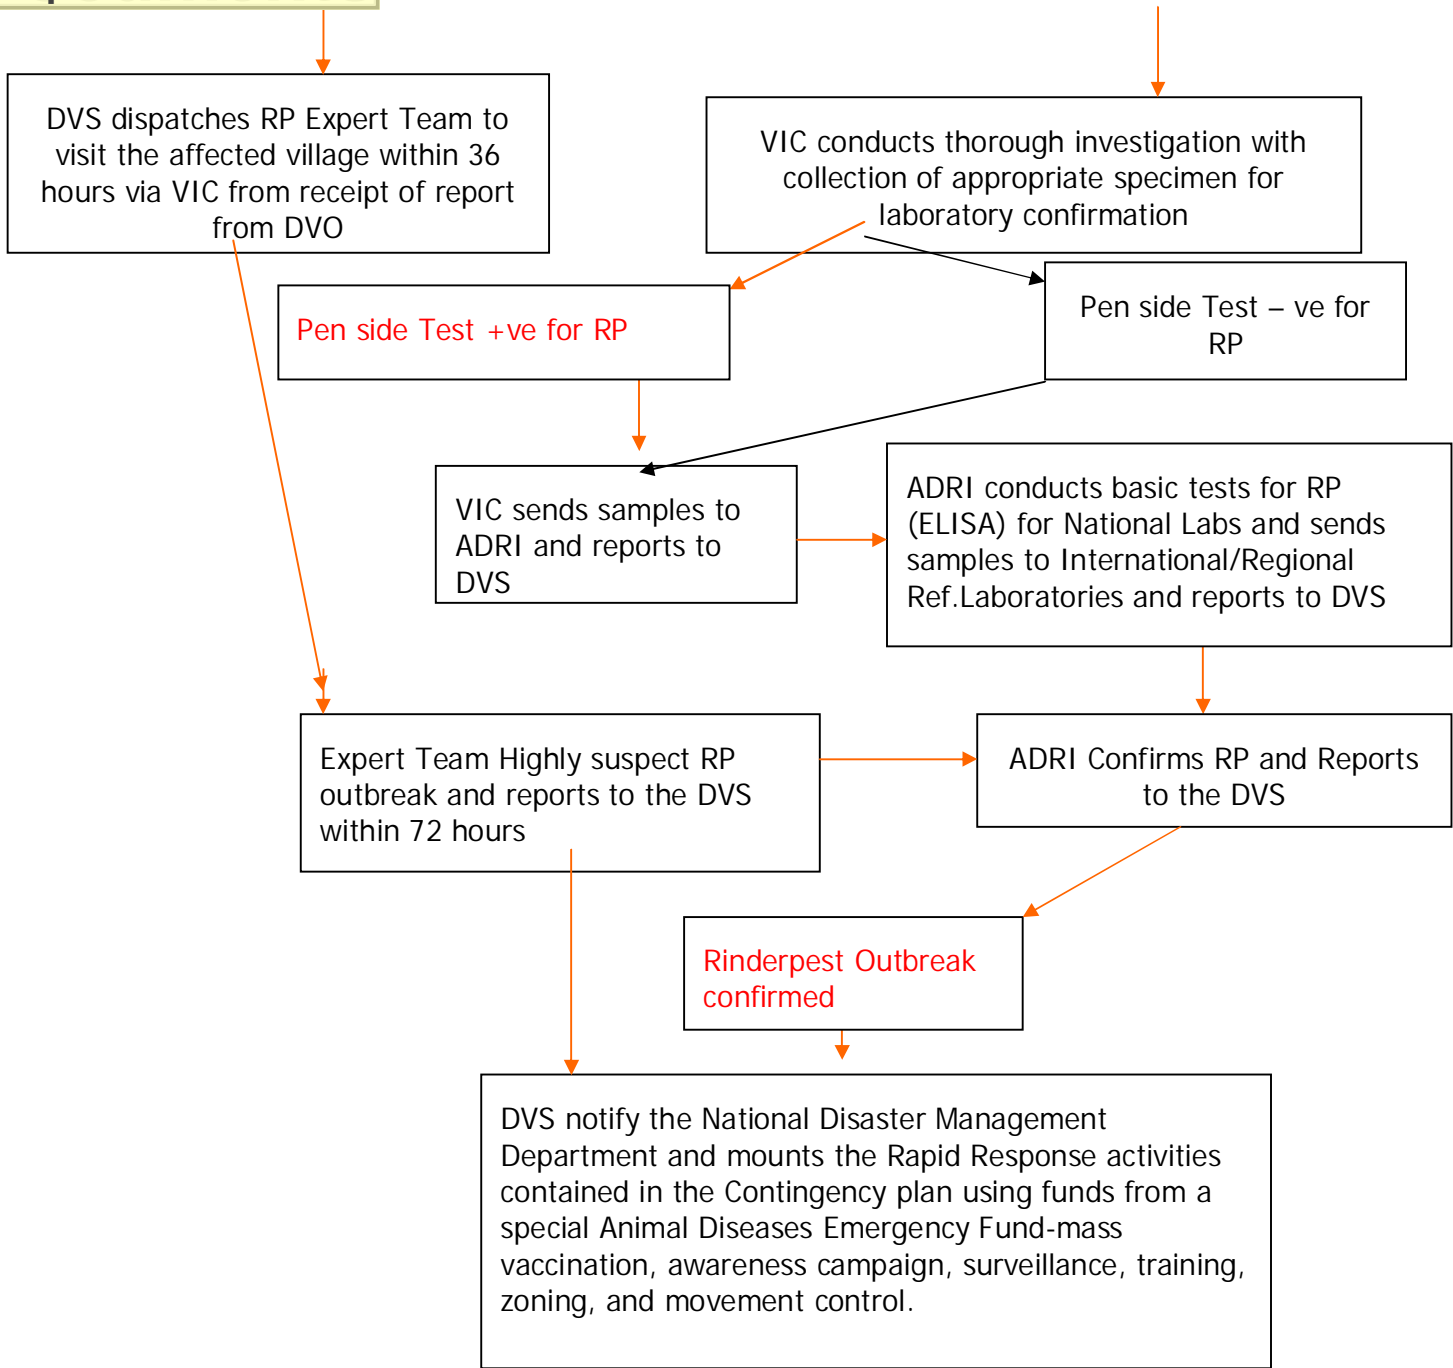 DVS dispatches RP Expert Team to
visit the affected village within 36
hours via VIC from receipt of report
from DVO
VIC conducts thorough investigation with
collection of appropriate specimen for
laboratory confirmation
Pen side Test +ve for RP
Pen side Test – ve for
RP
VIC sends samples to
ADRI and reports to
DVS
ADRI conducts basic tests for RP
(ELISA) for National Labs and sends
samples to International/Regional
Ref.Laboratories and reports to DVS
Expert Team Highly suspect RP
outbreak and reports to the DVS
within 72 hours
ADRI Confirms RP and Reports
to the DVS
Rinderpest Outbreak
confirmed
DVS notify the National Disaster Management
Department and mounts the Rapid Response activities
contained in the Contingency plan using funds from a
special Animal Diseases Emergency Fund-mass
vaccination, awareness campaign, surveillance, training,
zoning, and movement control.